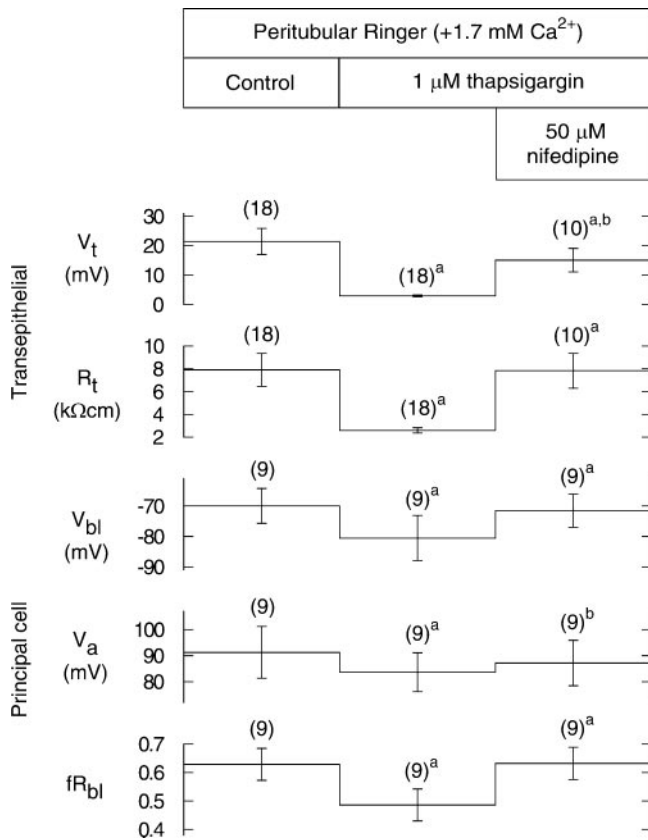 Peritubular Ringer (+1.7 mM Ca²⁺)
Control
1 μM thapsigargin
50 μM
nifedipine
Transepithelial
Vt
(mV)
30
20
10
0
(18)
(18)ᵃ
(10)ᵃ,ᵇ
Rt
(kΩcm)
10
8
6
4
2
(18)
(18)ᵃ
(10)ᵃ
Principal cell
Vbl
(mV)
-70
-80
-90
(9)
(9)ᵃ
(9)ᵃ
Va
(mV)
100
90
80
(9)
(9)ᵃ
(9)ᵇ
fRbl
0.7
0.6
0.5
0.4
(9)
(9)ᵃ
(9)ᵃ